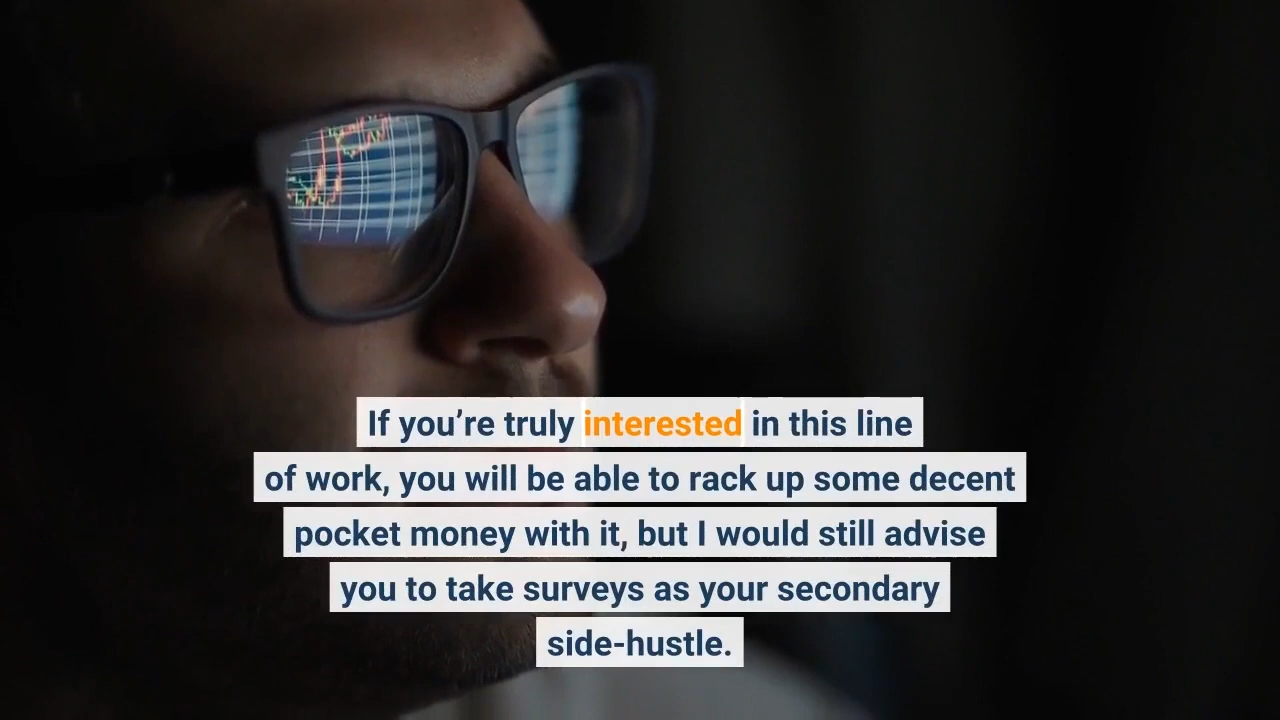 If you’re truly interested in this line
of work, you will be able to rack up some decent
pocket money with it, but I would still advise
you to take surveys as your secondary
side-hustle.